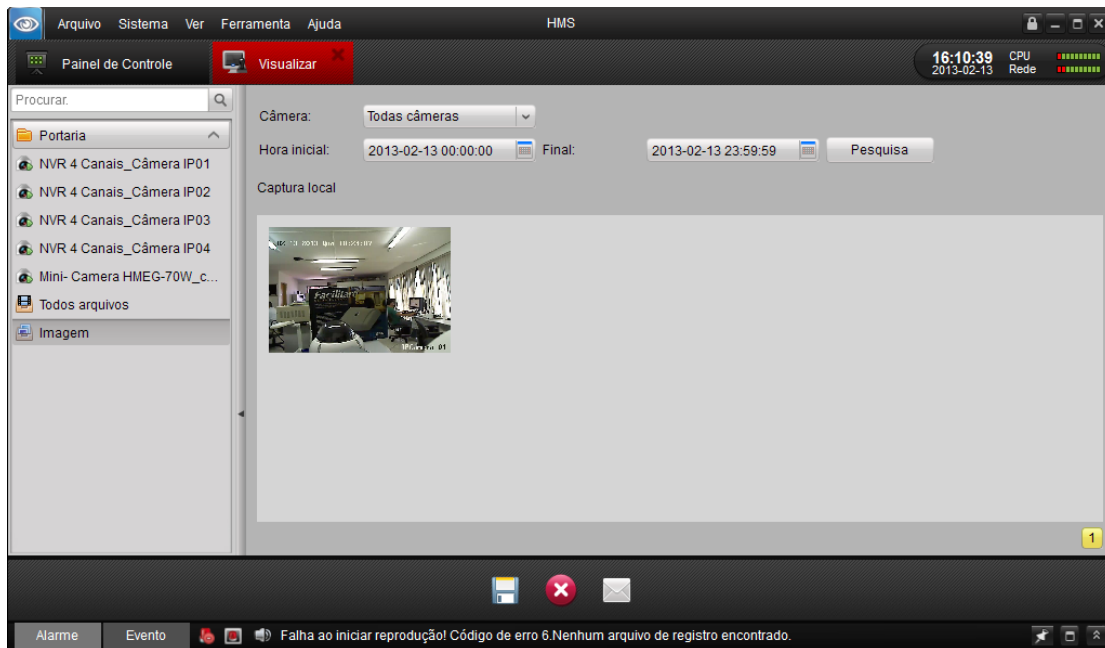 Arquivo Sistema Ver Ferramenta Ajuda HMS
Painel de Controle Visualizar 16:10:39 CPU
2013-02-13 Rede
Procurar.
Portaria
NVR 4 Canais_Câmera IP01
NVR 4 Canais_Câmera IP02
NVR 4 Canais_Câmera IP03
NVR 4 Canais_Câmera IP04
Mini- Camera HMEG-70W_c...
Todos arquivos
Imagem
Câmera: Todas câmeras
Hora inicial: 2013-02-13 00:00:00 Final: 2013-02-13 23:59:59 Pesquisa
Captura local
Facilitare
01
1
Alarme Evento Falha ao iniciar reprodução! Código de erro 6.Nenhum arquivo de registro encontrado.